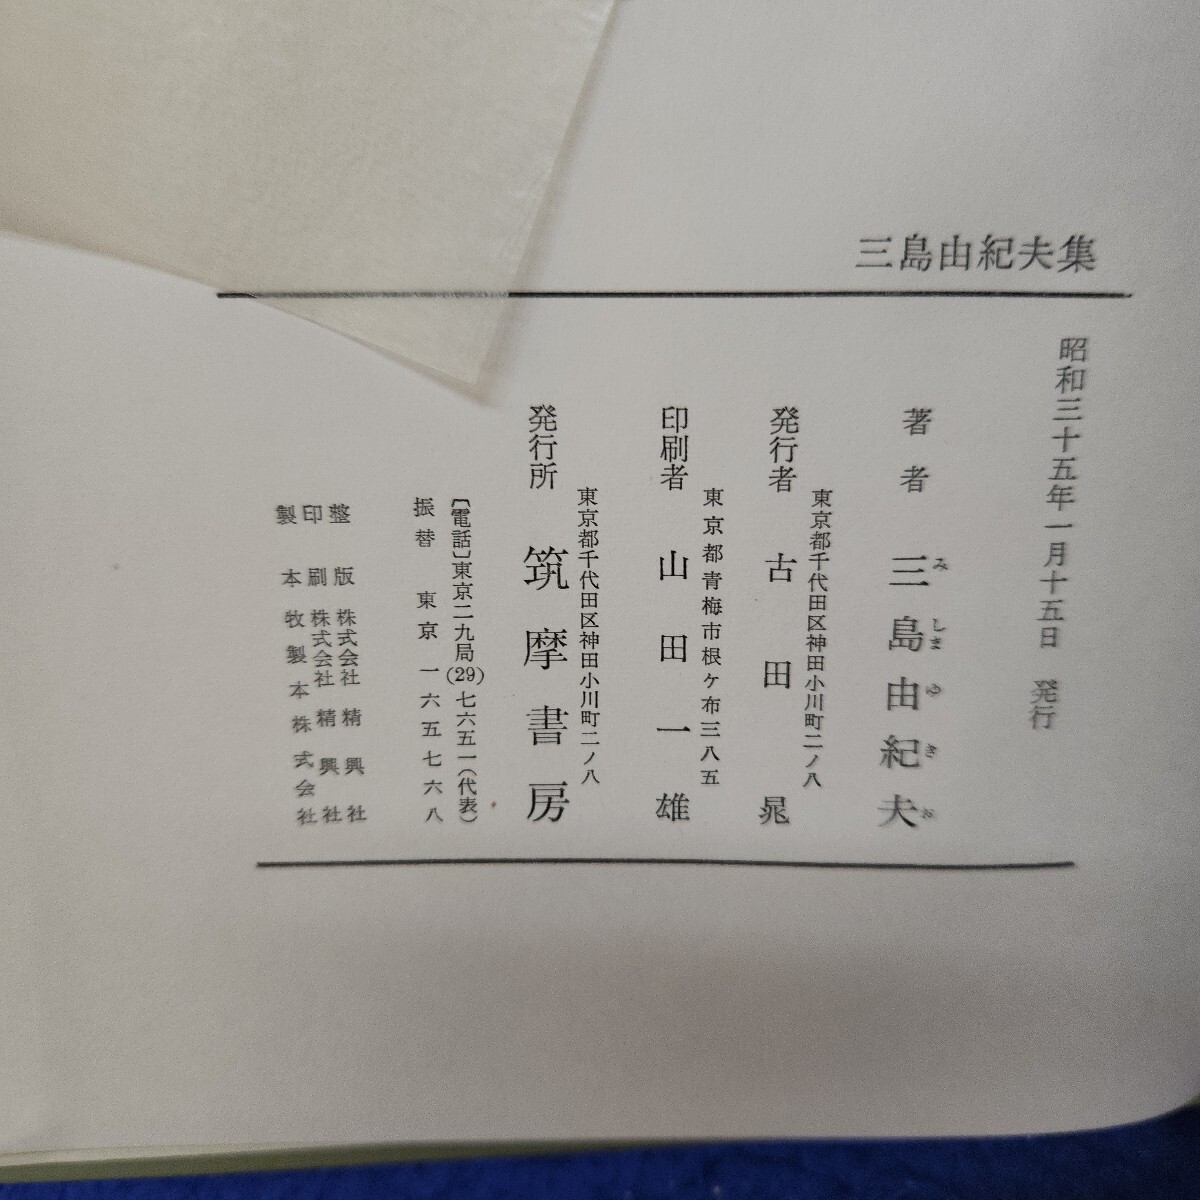 三島由紀夫集
昭和三十五年一月十五日 発行
著者 三島由紀夫
みしまゆきお
東京都千代田区神田小川町二ノ八
発行者 古田晁
東京都青梅市根ケ布三八五
印刷者 山田一雄
東京都千代田区神田小川町二ノ八
発行所 筑摩書房
〔電話〕東京二九局(29)七六五一(代表)
振替 東京一六五七六八
整版 株式会社 精興社
印刷 株式会社 精興社
製本 牧製本株式会社